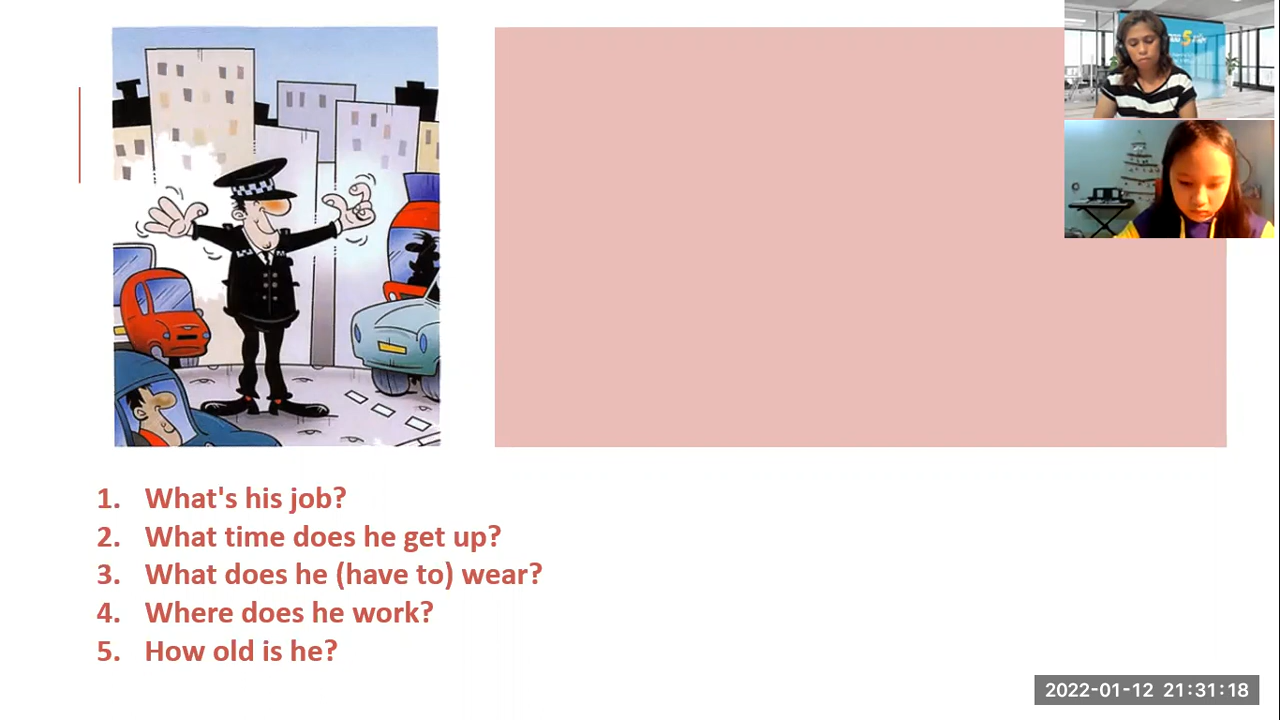 1. What's his job?
2. What time does he get up?
3. What does he (have to) wear?
4. Where does he work?
5. How old is he?
2022-01-12 21:31:18